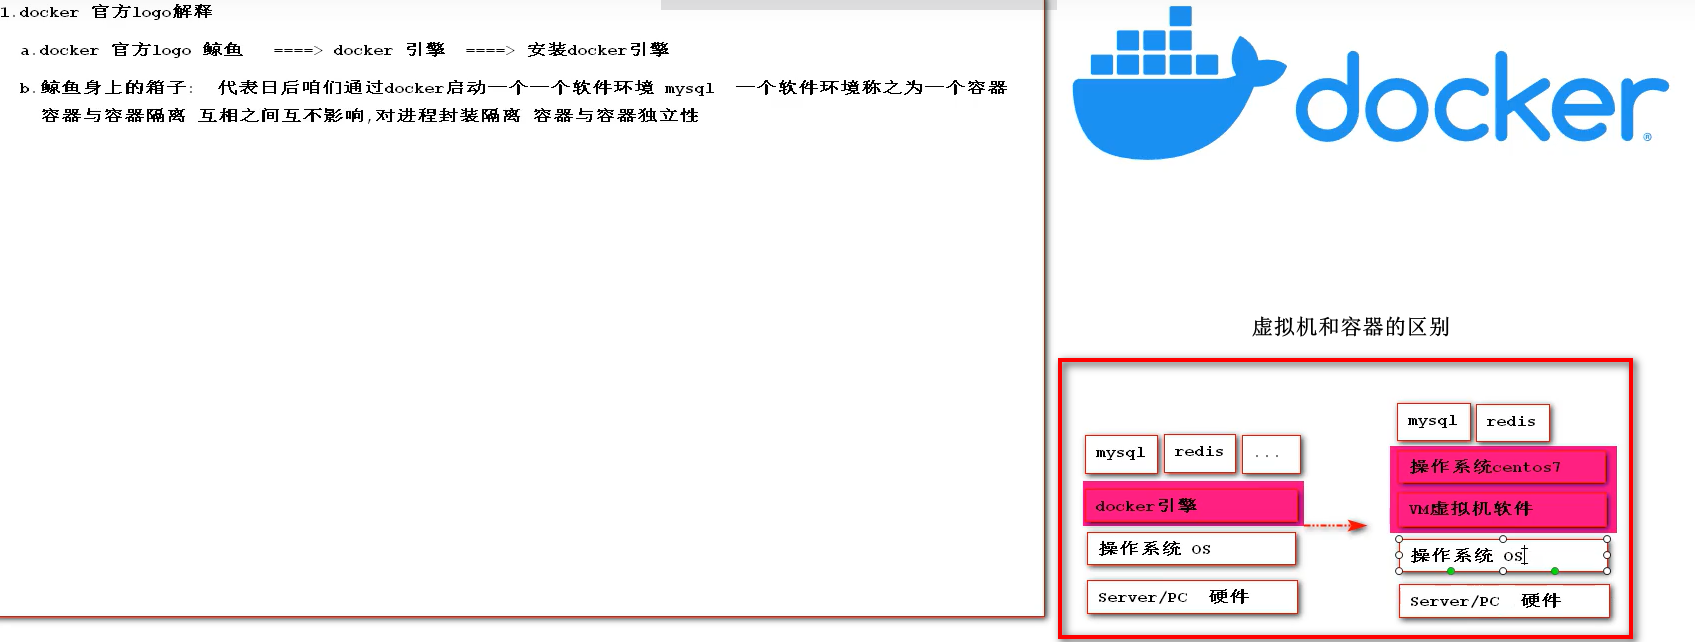 1.docker 官方logo解释
a.docker 官方logo 鲸鱼 ====> docker 引擎 ====> 安装docker引擎
b.鲸鱼身上的箱子: 代表日后咱们通过docker启动一个一个软件环境 mysql 一个软件环境称之为一个容器
容器与容器隔离 互相之间互不影响,对进程封装隔离 容器与容器独立性
docker®
虚拟机和容器的区别
mysql redis ...
docker引擎
操作系统 OS
Server/PC 硬件
mysql redis
操作系统centos7
VM虚拟机软件
操作系统 OS
Server/PC 硬件